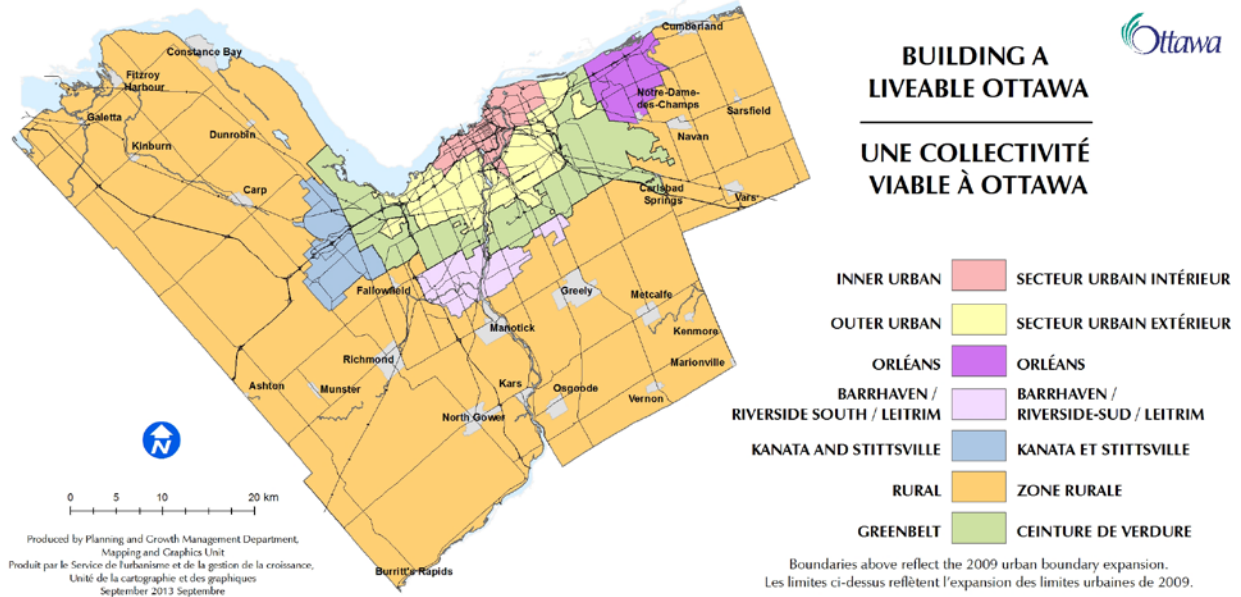 Cumberland
Constance Bay
Fitzroy
Harbour
Galetta
Dunrobin
Kinburn
Carp
Notre-Dame-
des-Champs
Sarsfield
Navan
Carlsbad
Springs
Vars
Fallowfield
Greely
Metcalfe
Manotick
Kenmore
Richmond
Marionville
Ashton
Munster
Kars
Osgoode
Vernon
North Gower
Burritt's Rapids
N
0 5 10 20 km
Produced by Planning and Growth Management Department,
Mapping and Graphics Unit
Produit par le Service de l'urbanisme et de la gestion de la croissance,
Unité de la cartographie et des graphiques
September 2013 Septembre
Ottawa
BUILDING A
LIVEABLE OTTAWA
UNE COLLECTIVITÉ
VIABLE À OTTAWA
INNER URBAN SECTEUR URBAIN INTÉRIEUR
OUTER URBAN SECTEUR URBAIN EXTÉRIEUR
ORLÉANS ORLÉANS
BARRHAVEN / BARRHAVEN /
RIVERSIDE SOUTH / LEITRIM RIVERSIDE-SUD / LEITRIM
KANATA AND STITTSVILLE KANATA ET STITTSVILLE
RURAL ZONE RURALE
GREENBELT CEINTURE DE VERDURE
Boundaries above reflect the 2009 urban boundary expansion.
Les limites ci-dessus reflètent l'expansion des limites urbaines de 2009.